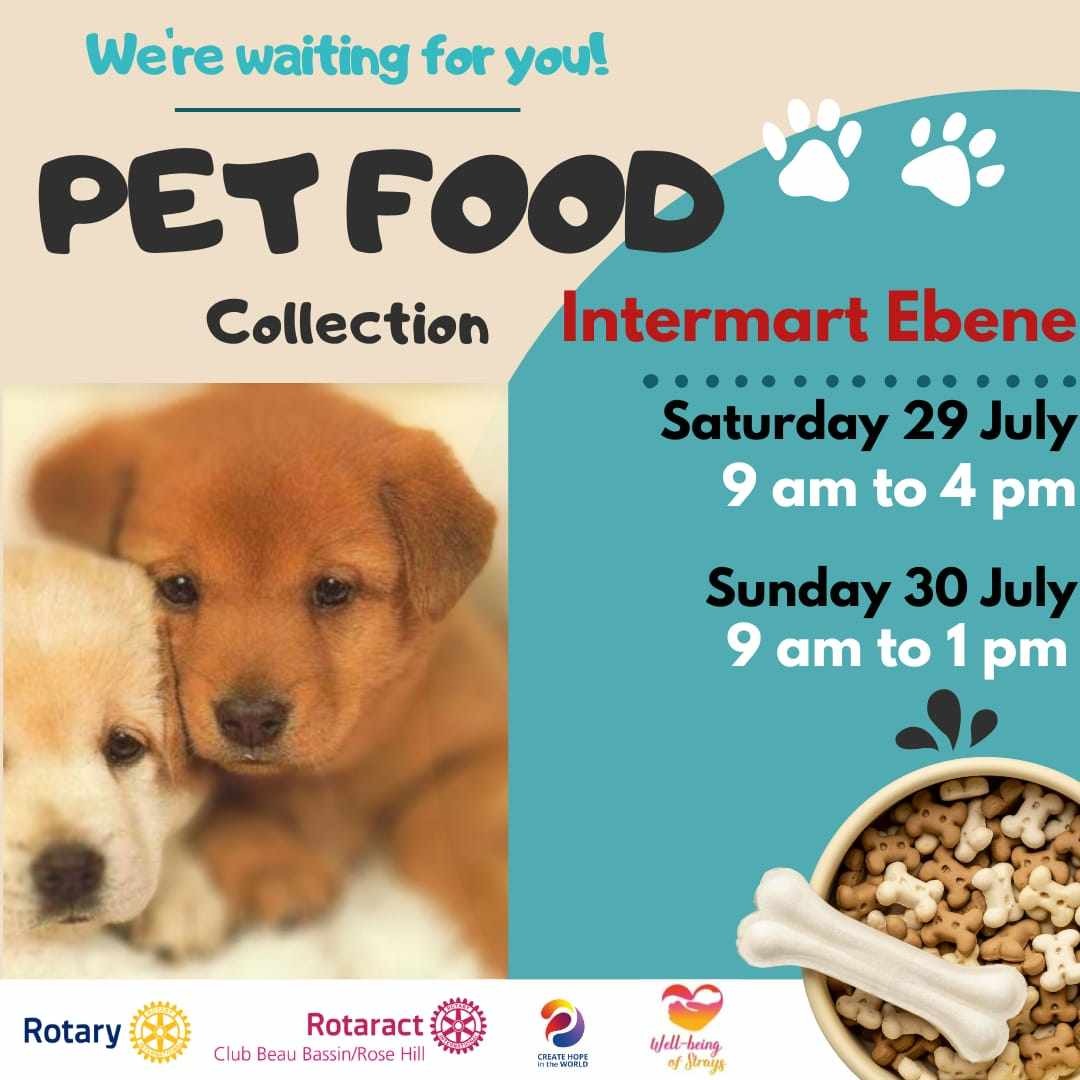 We're waiting for you!
PET FOOD
Collection
Intermart Ebene
Saturday 29 July
9 am to 4 pm
Sunday 30 July
9 am to 1 pm
Rotary
Rotaract
Club Beau Bassin/Rose Hill
CREATE HOPE
in the WORLD
Well-being
of Strays